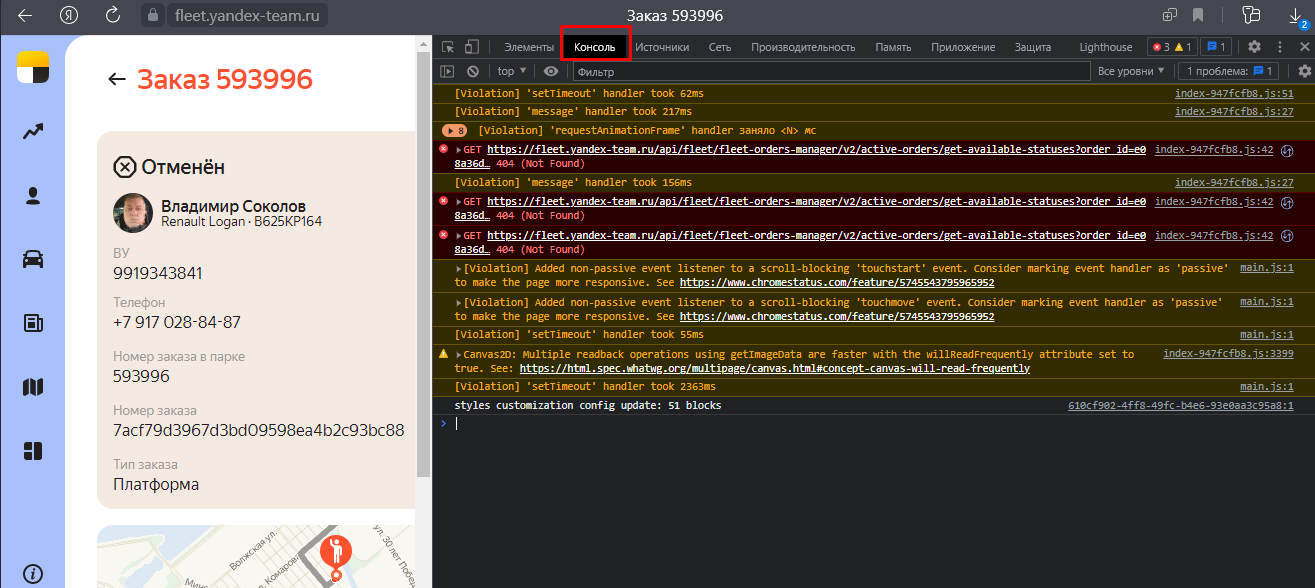 Я
fleet.yandex-team.ru
Заказ 593996
2
Заказ 593996
Отменён
Владимир Соколов
Renault Logan · В625КР164
ВУ
9919343841
Телефон
+7 917 028-84-87
Номер заказа в парке
593996
Номер заказа
7acf79d3967d3bd09598ea4b2c93bc88
Тип заказа
Платформа
Волжская ул.
ул. Комарова
ул. 30 лет Побед
Элементы Консоль Источники Сеть Производительность Память Приложение Защита Lighthouse 3 1 1
top Фильтр Все уровни 1 проблема: 1
[Violation] 'setTimeout' handler took 62ms index-947fcfb8.js:51
[Violation] 'message' handler took 217ms index-947fcfb8.js:27
8 [Violation] 'requestAnimationFrame' handler заняло <N> мс
GET https://fleet.yandex-team.ru/api/fleet/fleet-orders-manager/v2/active-orders/get-available-statuses?order_id=e0 index-947fcfb8.js:42
8a36d… 404 (Not Found)
[Violation] 'message' handler took 156ms index-947fcfb8.js:27
GET https://fleet.yandex-team.ru/api/fleet/fleet-orders-manager/v2/active-orders/get-available-statuses?order_id=e0 index-947fcfb8.js:42
8a36d… 404 (Not Found)
GET https://fleet.yandex-team.ru/api/fleet/fleet-orders-manager/v2/active-orders/get-available-statuses?order_id=e0 index-947fcfb8.js:42
8a36d… 404 (Not Found)
[Violation] Added non-passive event listener to a scroll-blocking 'touchstart' event. Consider marking event handler as 'passive' main.js:1
to make the page more responsive. See https://www.chromestatus.com/feature/5745543795965952
[Violation] Added non-passive event listener to a scroll-blocking 'touchmove' event. Consider marking event handler as 'passive' main.js:1
to make the page more responsive. See https://www.chromestatus.com/feature/5745543795965952
[Violation] 'setTimeout' handler took 55ms main.js:1
Canvas2D: Multiple readback operations using getImageData are faster with the willReadFrequently attribute set to index-947fcfb8.js:3399
true. See: https://html.spec.whatwg.org/multipage/canvas.html#concept-canvas-will-read-frequently
[Violation] 'setTimeout' handler took 2363ms main.js:1
styles customization config update: 51 blocks 610cf902-4ff8-49fc-b4e6-93e0aa3c95a8:1